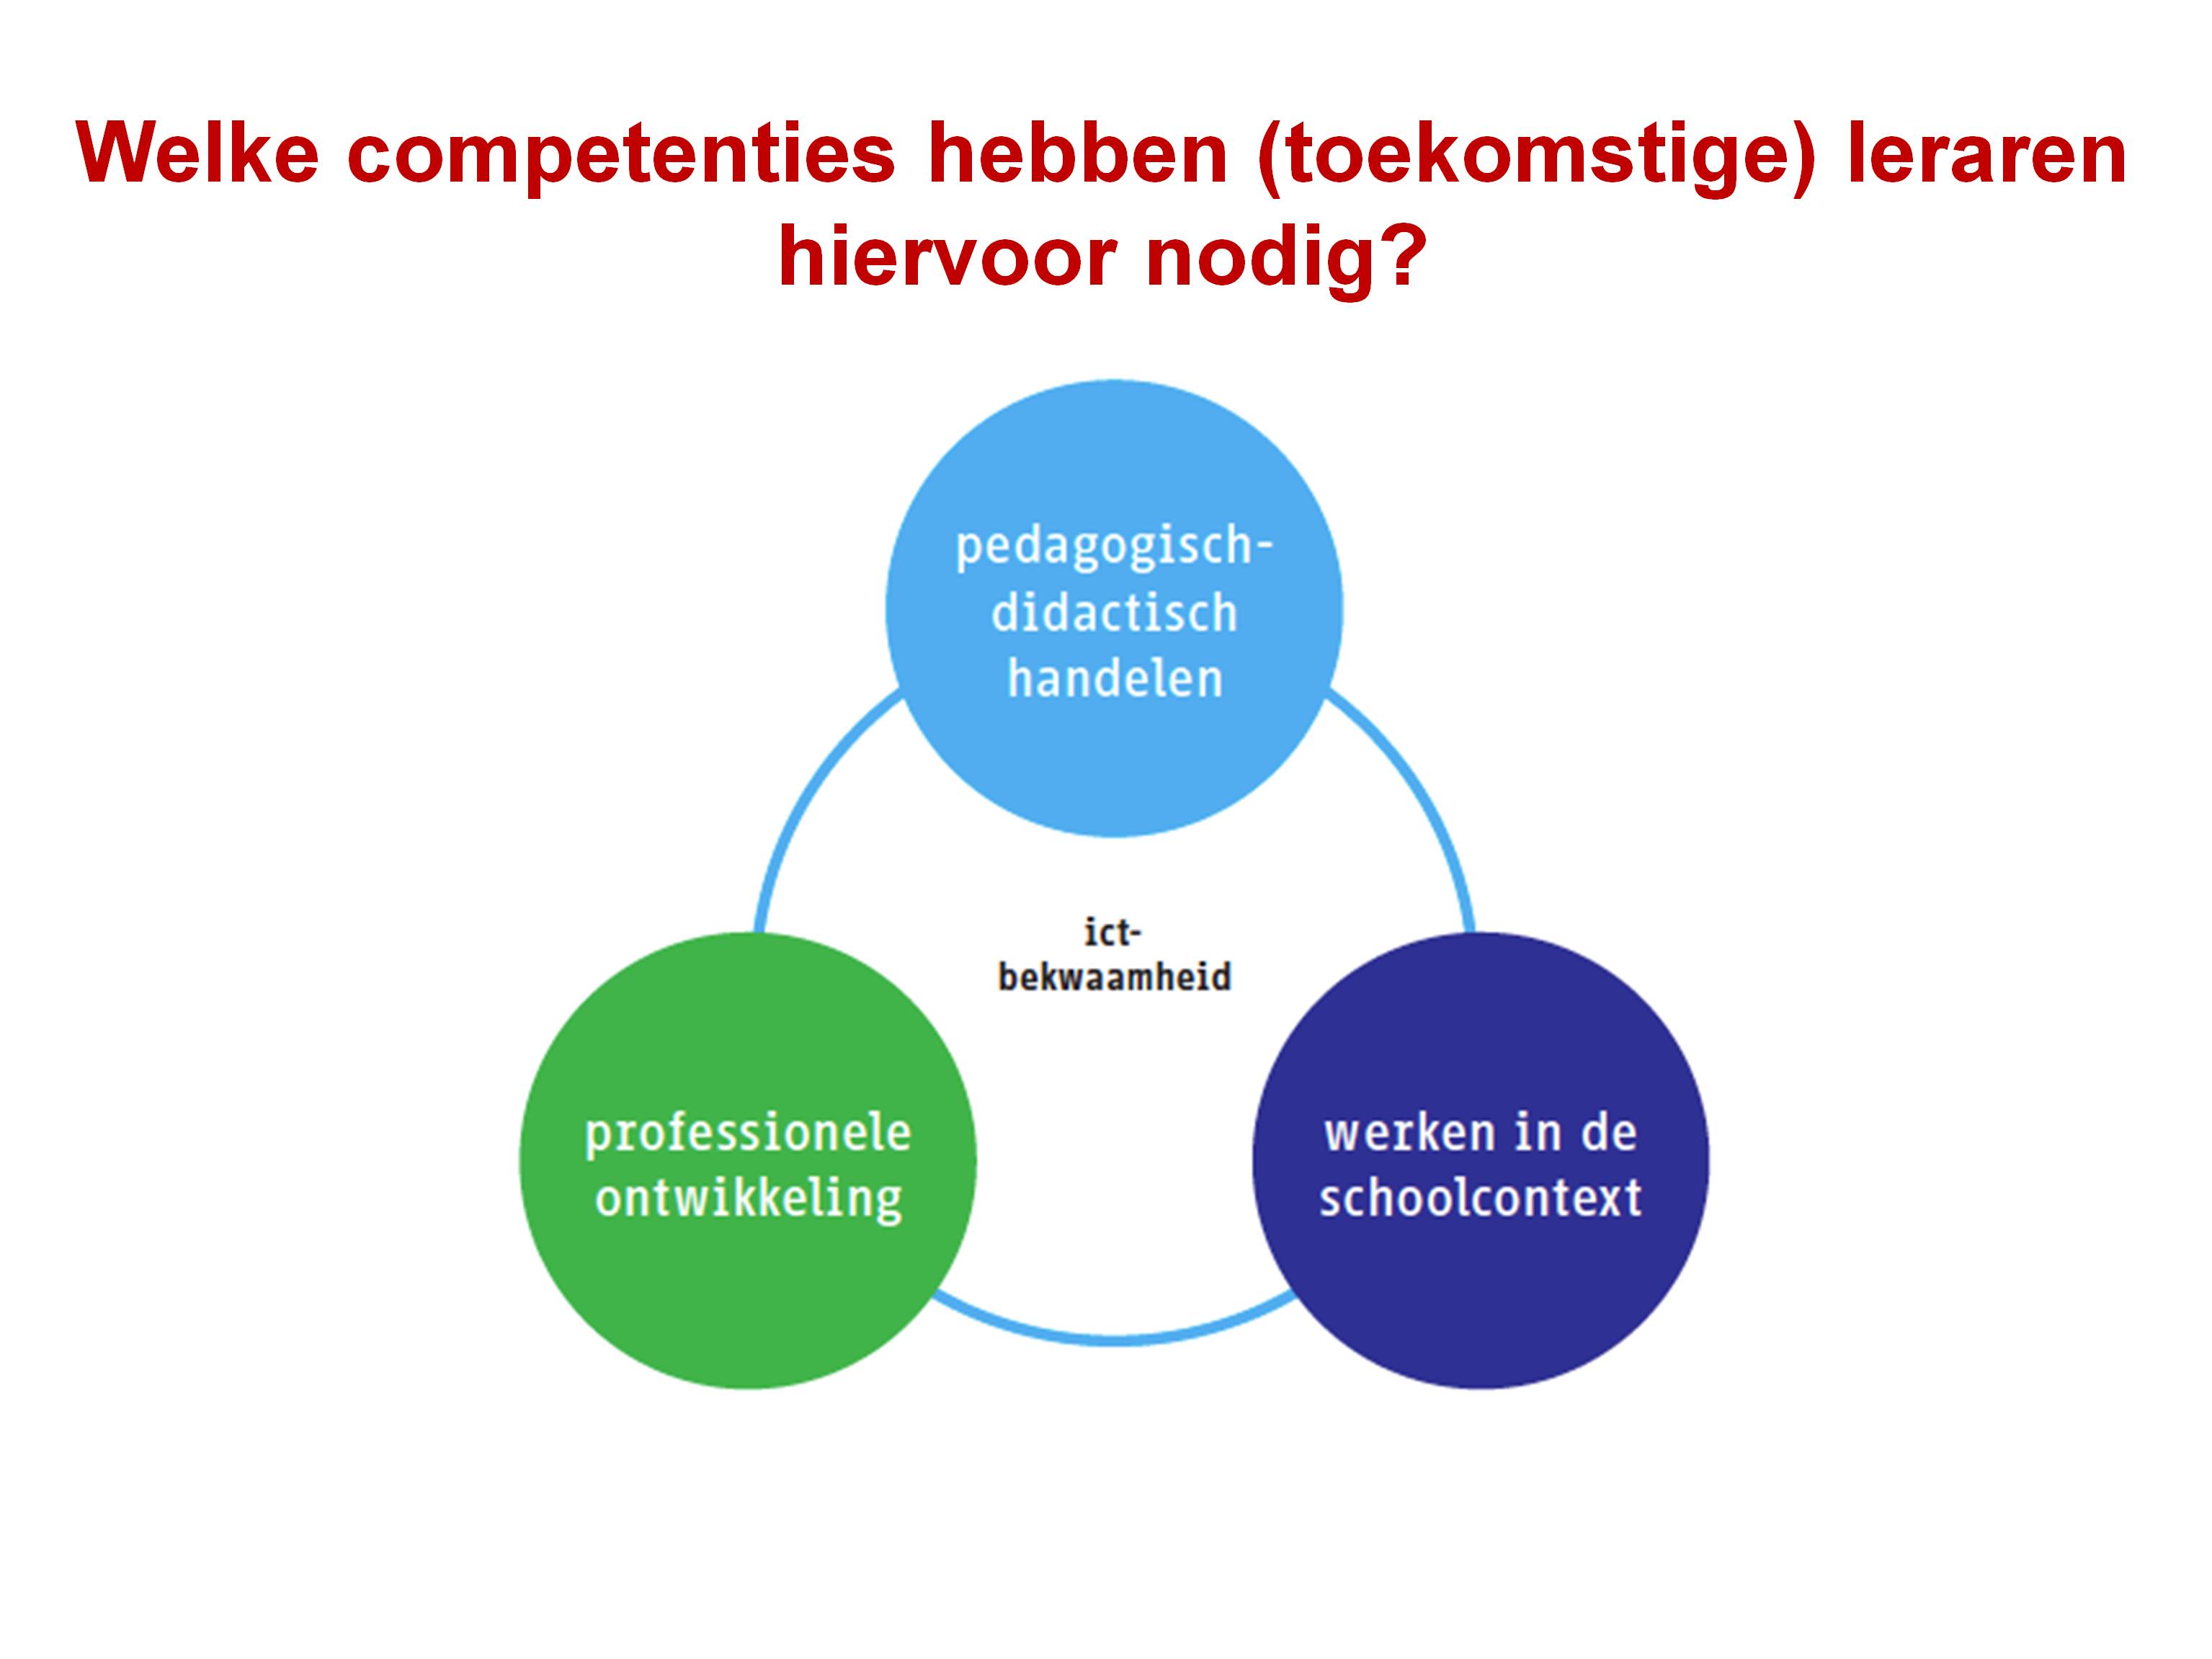 Welke competenties hebben (toekomstige) leraren
hiervoor nodig?
pedagogisch-
didactisch
handelen
ict-
bekwaamheid
professionele
ontwikkeling
werken in de
schoolcontext